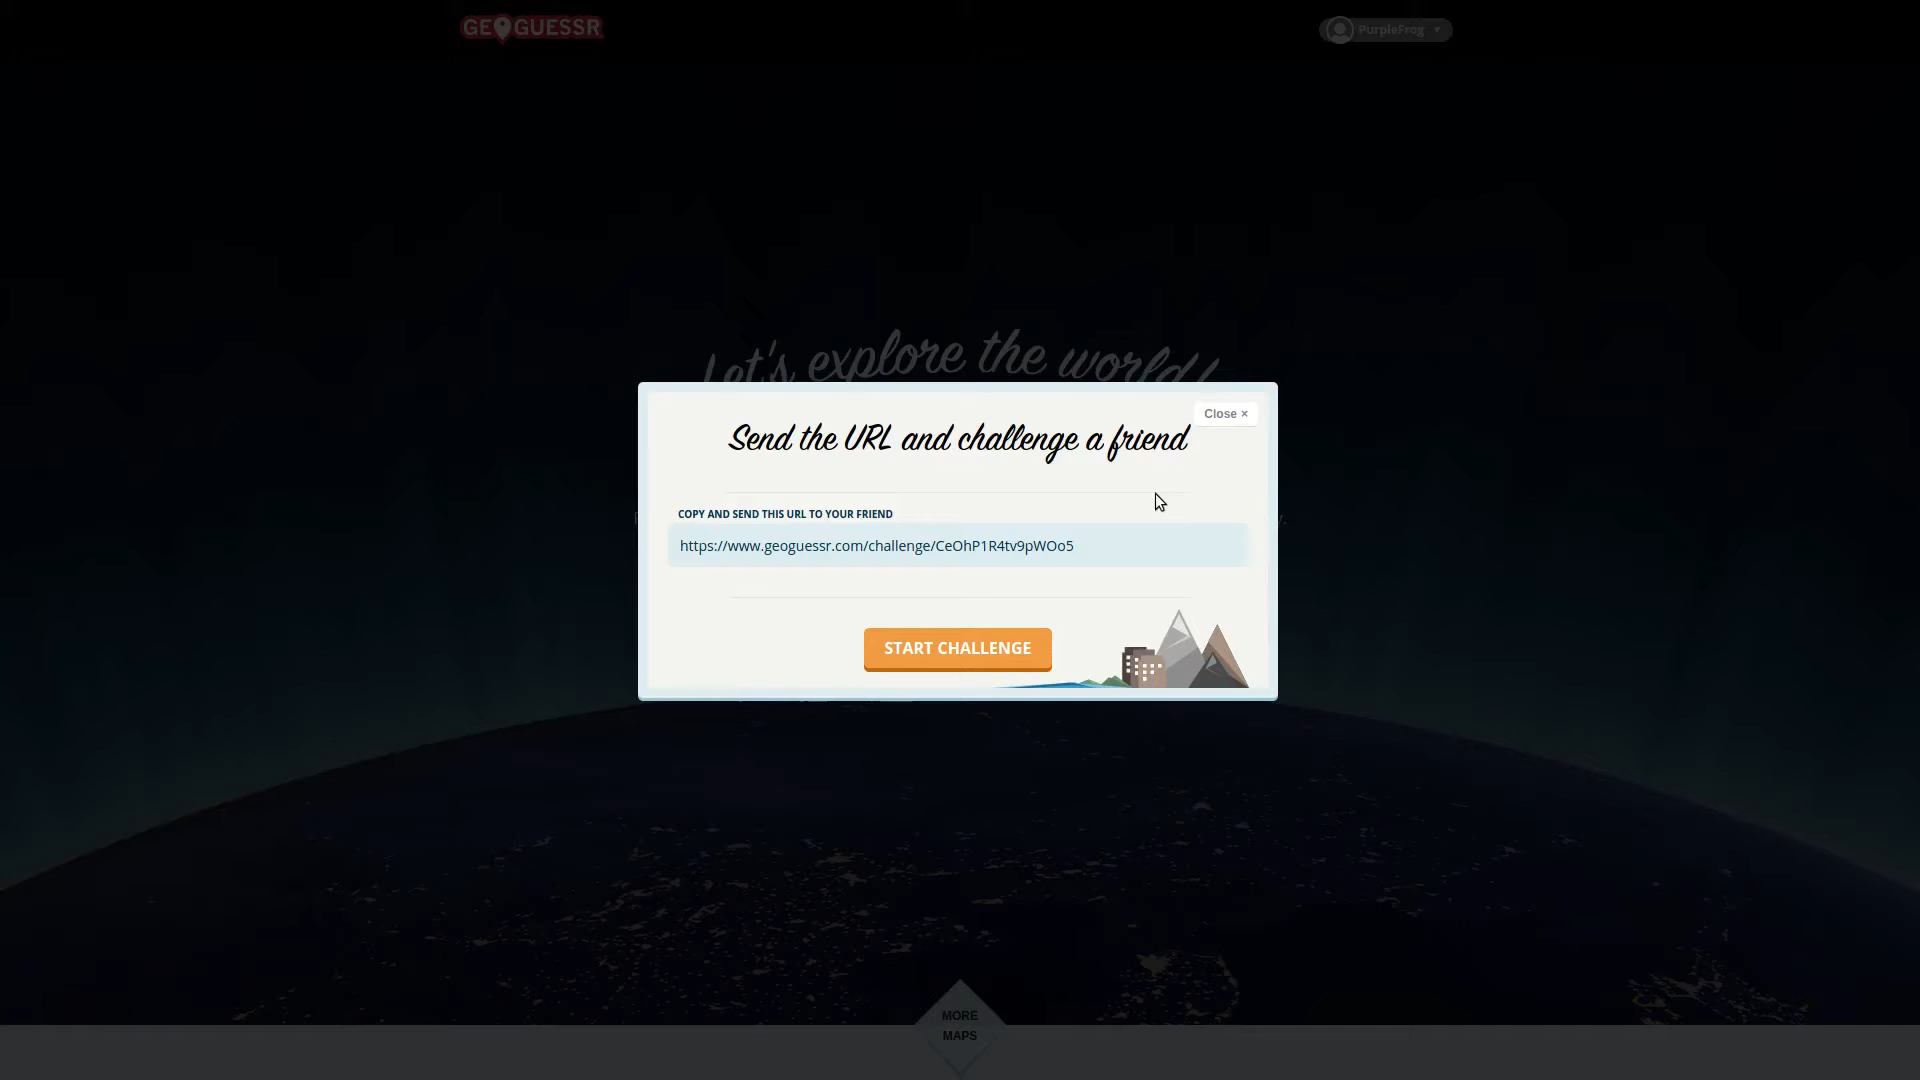 GEOGUESSR
PurpleFrog
Let's explore the world!
Close ×
Send the URL and challenge a friend
COPY AND SEND THIS URL TO YOUR FRIEND
https://www.geoguessr.com/challenge/CeOhP1R4tv9pWOo5
START CHALLENGE
MORE
MAPS